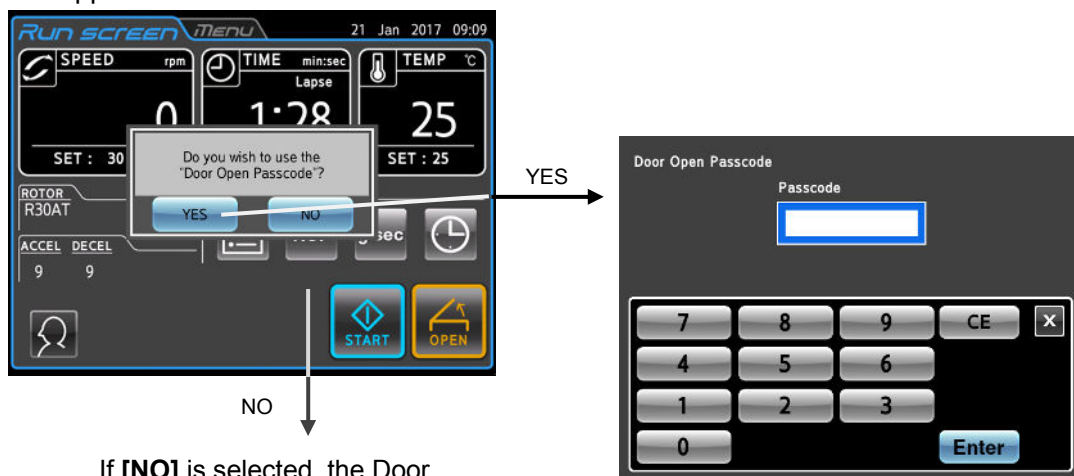 Run screen Menu 21 Jan 2017 09:09
SPEED rpm TIME min:sec TEMP ℃
Lapse
0 1:28 25
SET : 30 SET : 25
Do you wish to use the
"Door Open Passcode"?
YES NO
ROTOR
R30AT
sec
ACCEL DECEL
9 9
START OPEN
YES
NO
If [NO] is selected, the Door
Door Open Passcode
Passcode
7 8 9 CE X
4 5 6
1 2 3
0 Enter